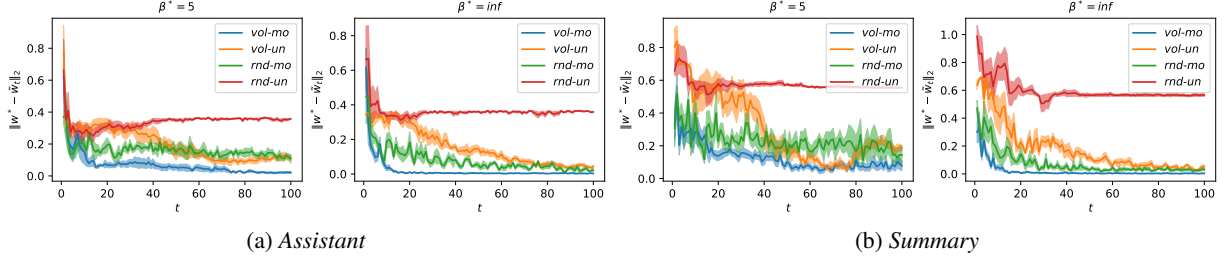 β* = 5
0.8
0.6
0.4
0.2
0.0
‖w* − w̃ₜ‖₂
0 20 40 60 80 100
t
vol-mo
vol-un
rnd-mo
rnd-un
β* = inf
0.8
0.6
0.4
0.2
0.0
‖w* − w̃ₜ‖₂
0 20 40 60 80 100
t
vol-mo
vol-un
rnd-mo
rnd-un
(a) Assistant
β* = 5
0.8
0.6
0.4
0.2
0.0
‖w* − w̃ₜ‖₂
0 20 40 60 80 100
t
vol-mo
vol-un
rnd-mo
rnd-un
β* = inf
1.0
0.8
0.6
0.4
0.2
0.0
‖w* − w̃ₜ‖₂
0 20 40 60 80 100
t
vol-mo
vol-un
rnd-mo
rnd-un
(b) Summary